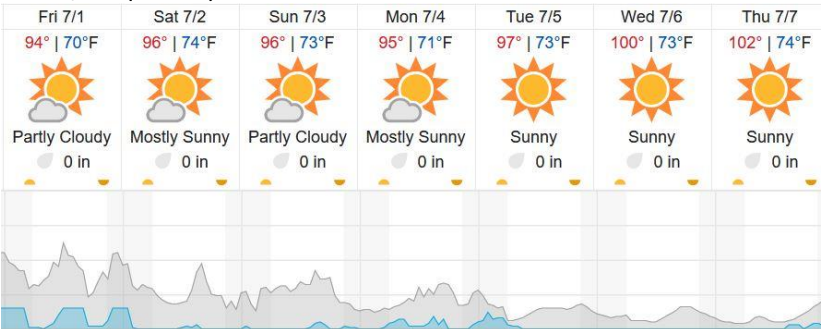 Fri 7/1 Sat 7/2 Sun 7/3 Mon 7/4 Tue 7/5 Wed 7/6 Thu 7/7
94° | 70°F 96° | 74°F 96° | 73°F 95° | 71°F 97° | 73°F 100° | 73°F 102° | 74°F
Partly Cloudy Mostly Sunny Partly Cloudy Mostly Sunny Sunny Sunny Sunny
0 in 0 in 0 in 0 in 0 in 0 in 0 in